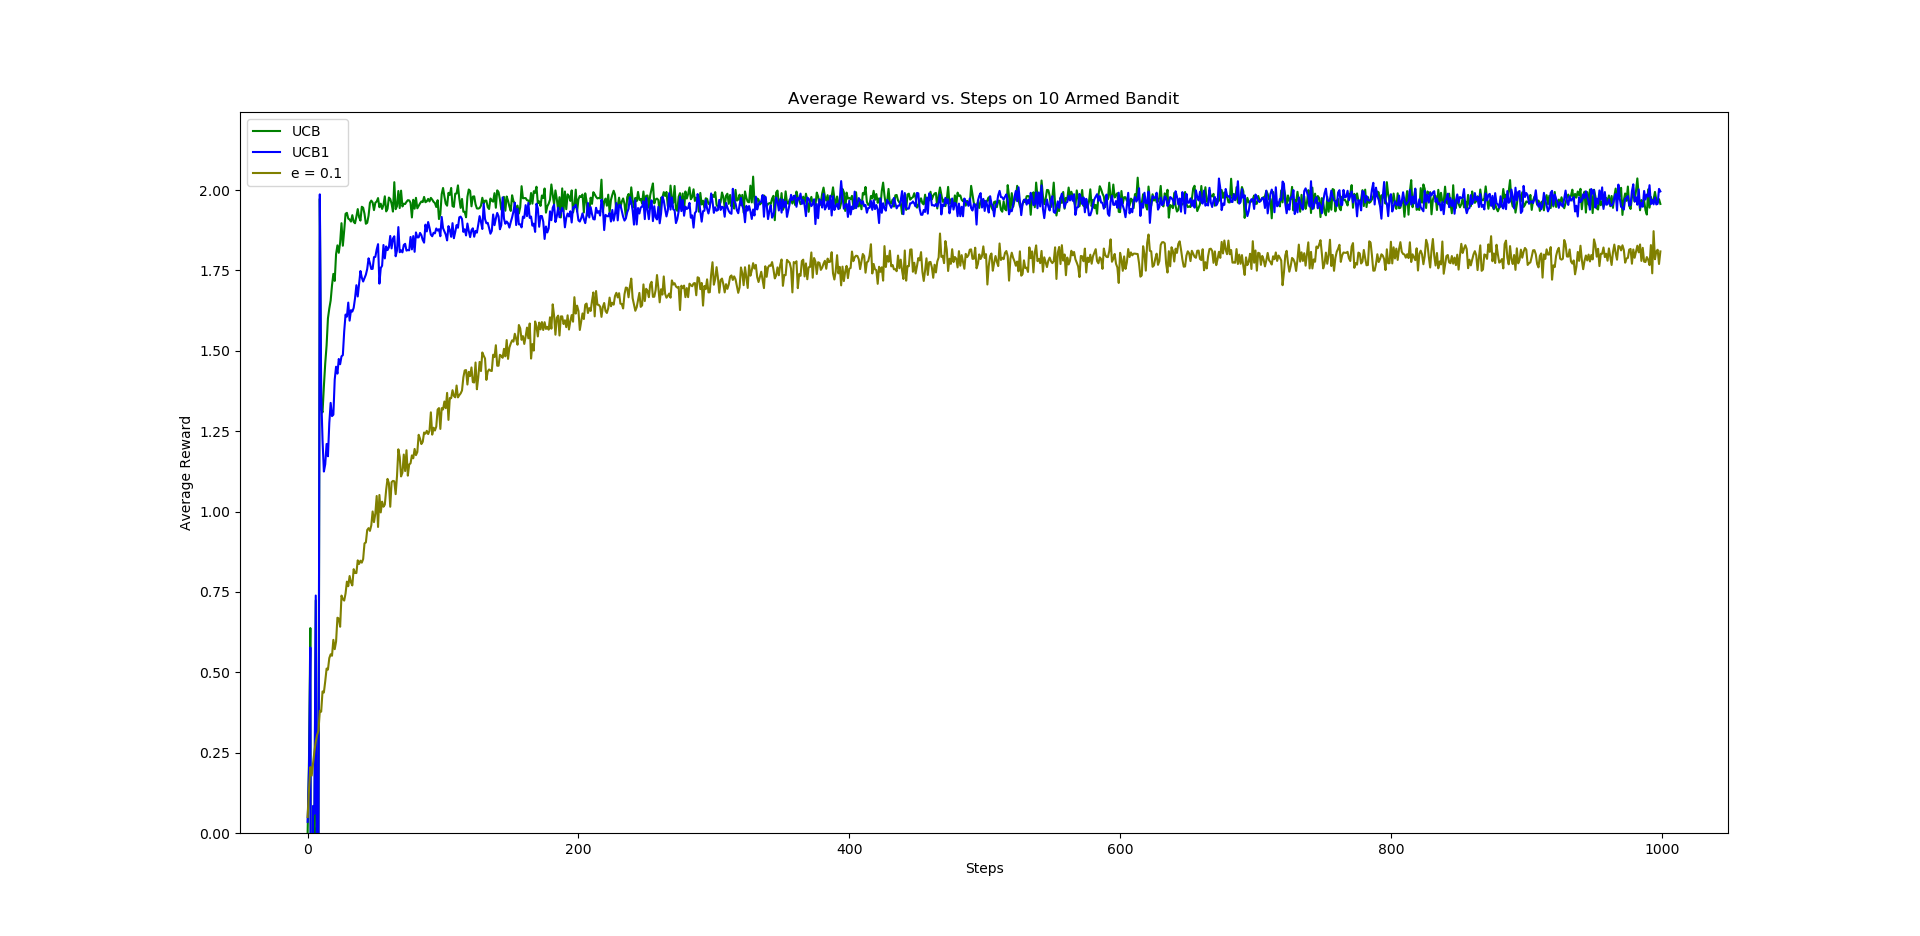 Average Reward vs. Steps on 10 Armed Bandit
UCB
UCB1
e = 0.1
2.00
1.75
1.50
1.25
1.00
0.75
0.50
0.25
0.00
Average Reward
0 200 400 600 800 1000
Steps